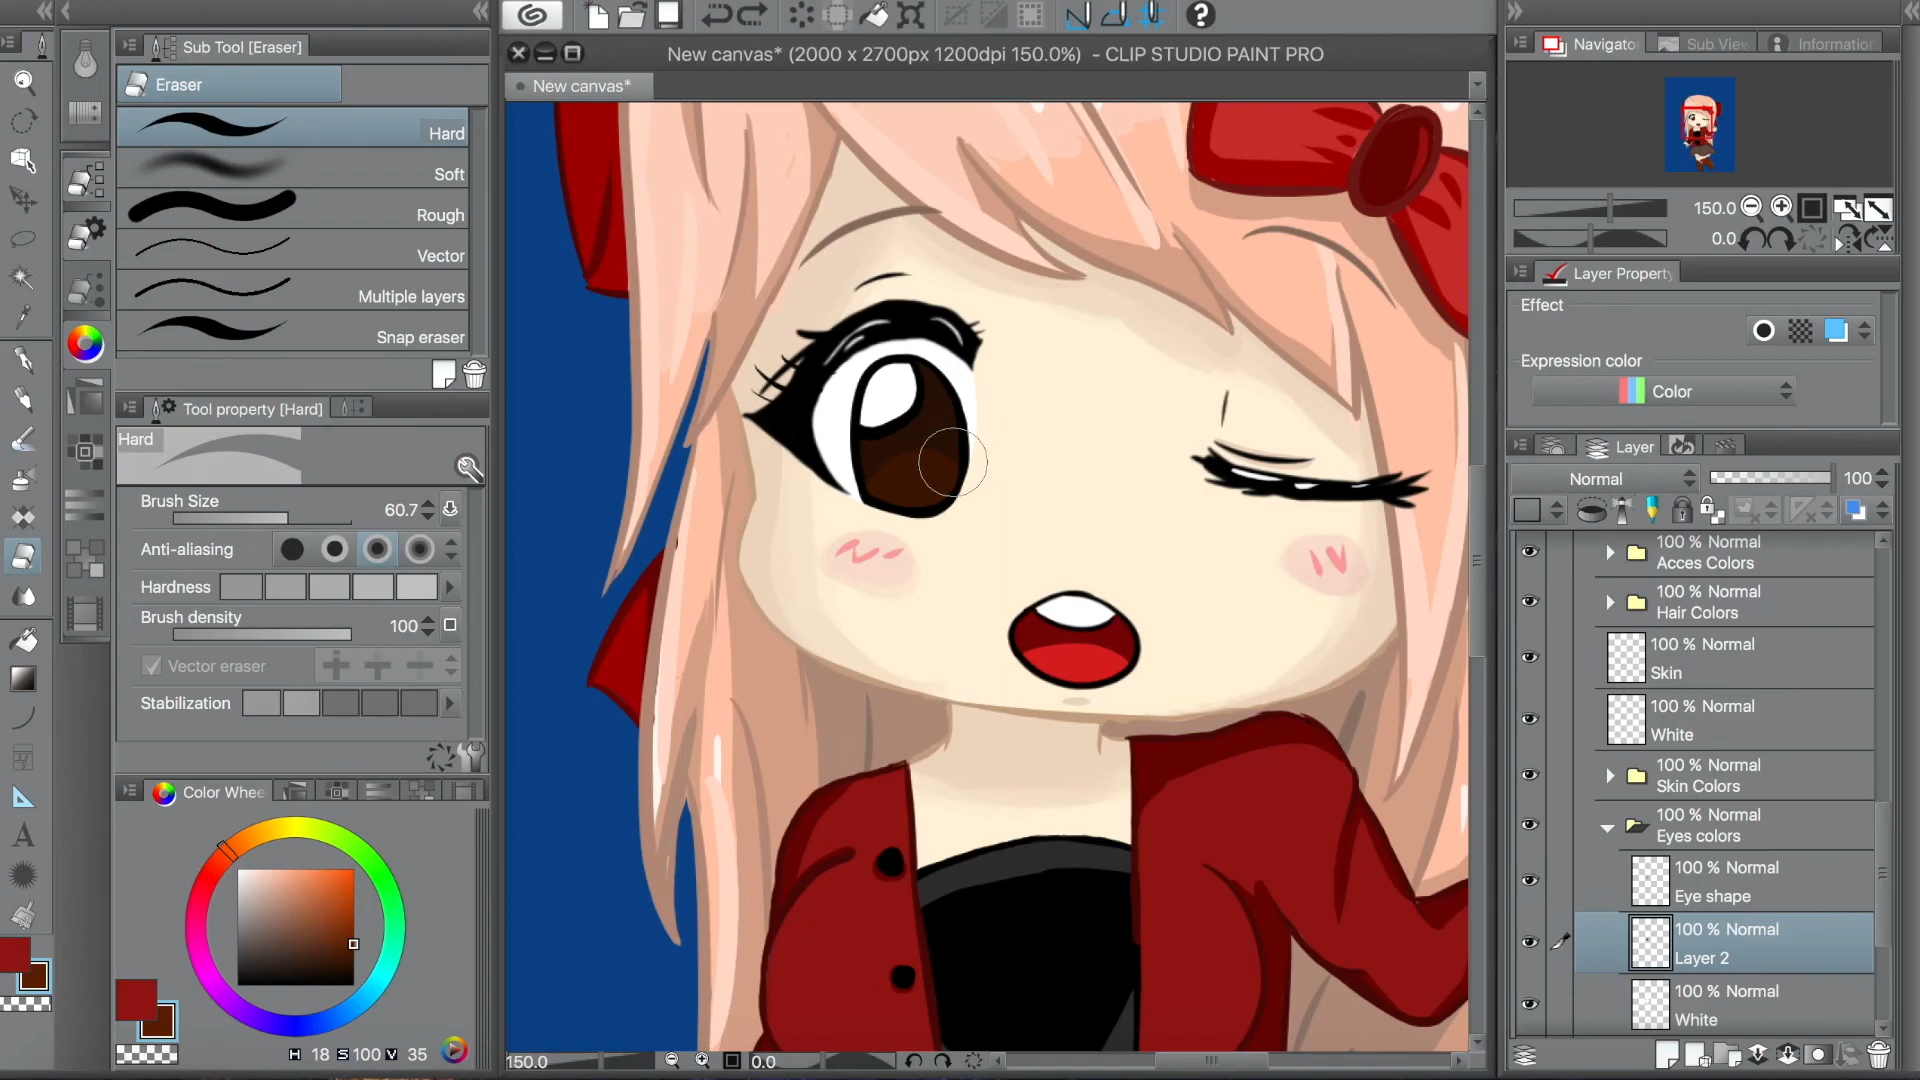 Sub Tool [Eraser]
Eraser
Hard
Soft
Rough
Vector
Multiple layers
Snap eraser
Tool property [Hard]
Hard
Brush Size
60.7
Anti-aliasing
Hardness
Brush density
100
Vector eraser
Stabilization
Color Whee
H 18 S 100 V 35
New canvas* (2000 x 2700px 1200dpi 150.0%) - CLIP STUDIO PAINT PRO
New canvas*
150.0
0.0
Navigato
Sub View
Information
150.0
0.0
Layer Property
Effect
Expression color
Color
Layer
Normal
100
100 % Normal
Acces Colors
100 % Normal
Hair Colors
100 % Normal
Skin
100 % Normal
White
100 % Normal
Skin Colors
100 % Normal
Eyes colors
100 % Normal
Eye shape
100 % Normal
Layer 2
100 % Normal
White